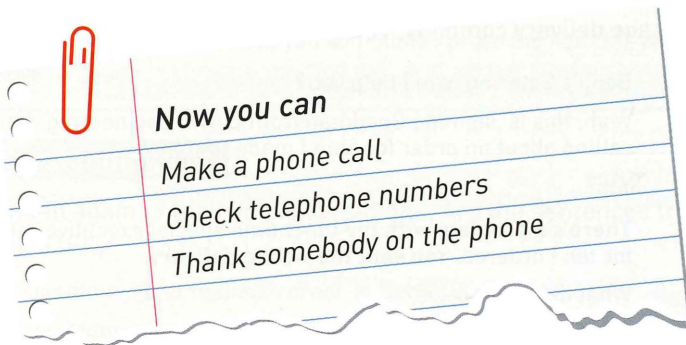 Now you can
Make a phone call
Check telephone numbers
Thank somebody on the phone